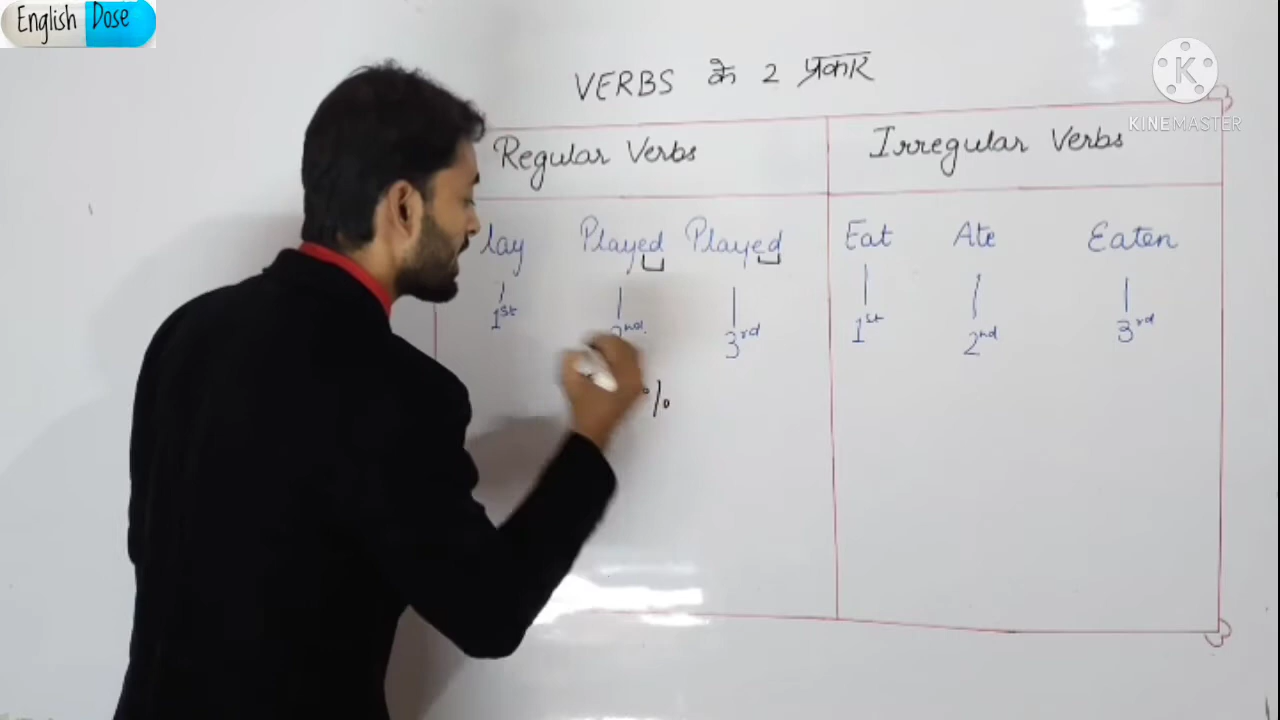 English Dose
VERBS के 2 प्रकार
KINEMASTER
Regular Verbs
Irregular Verbs
lay Played Played
Eat Ate Eaten
1st 2nd 3rd
1st 2nd 3rd
%